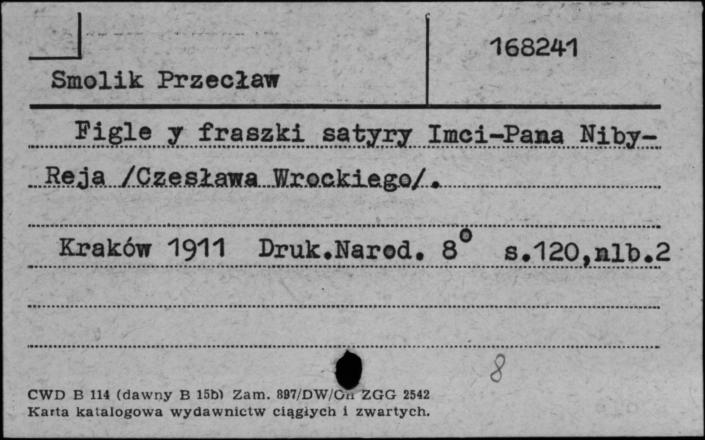 168241
Smolik Przecław
Figle y fraszki satyry Imci-Pana Niby-
Reja /Czesława Wrockiego/.
Kraków 1911 Druk.Narod. 8° s.120,nlb.2
8
CWD B 114 (dawny B 15b) Zam. 897/DW/On ZGG 2542
Karta katalogowa wydawnictw ciągłych i zwartych.